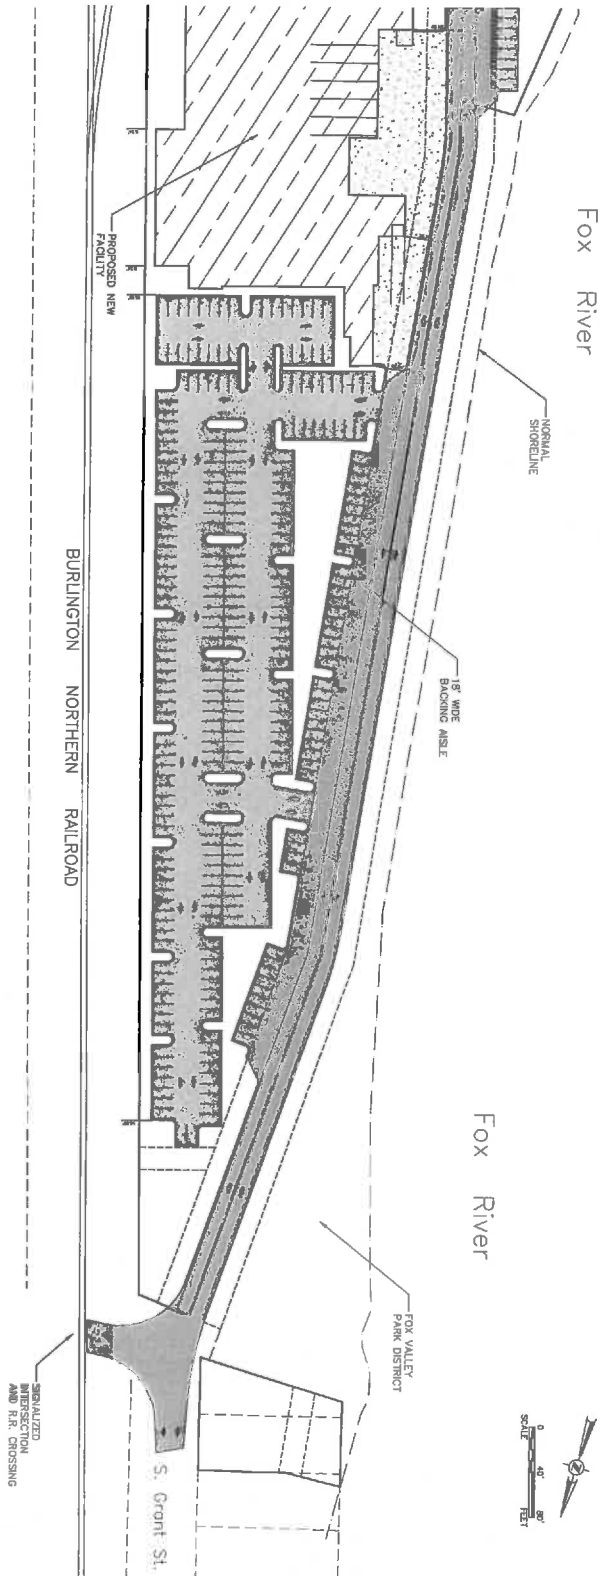 Fox River
NORMAL
SHORELINE
PROPOSED NEW
FACILITY
18' WIDE
BACKING AISLE
BURLINGTON NORTHERN RAILROAD
Fox River
FOX VALLEY
PARK DISTRICT
0 40' 80'
SCALE FEET
SIGNALIZED
INTERSECTION
AND R.R. CROSSING
S. Grant St.